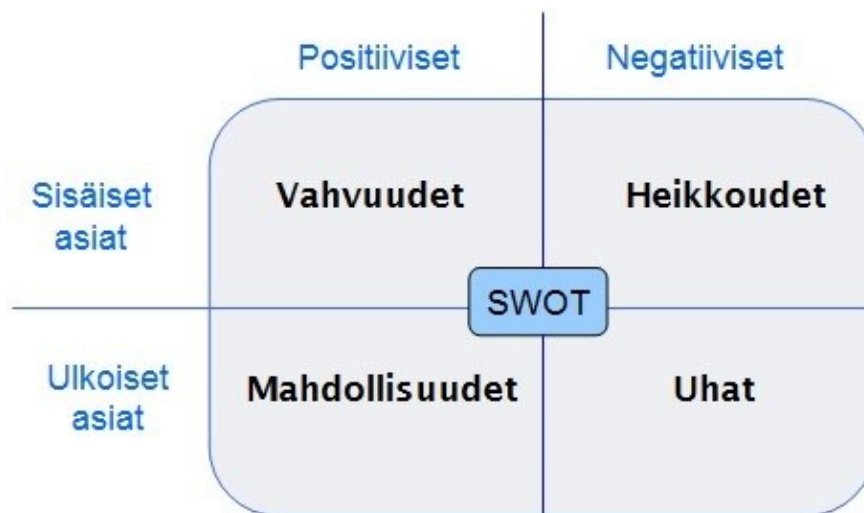 Positiiviset Negatiiviset
Sisäiset
asiat
Vahvuudet Heikkoudet
SWOT
Ulkoiset
asiat
Mahdollisuudet Uhat